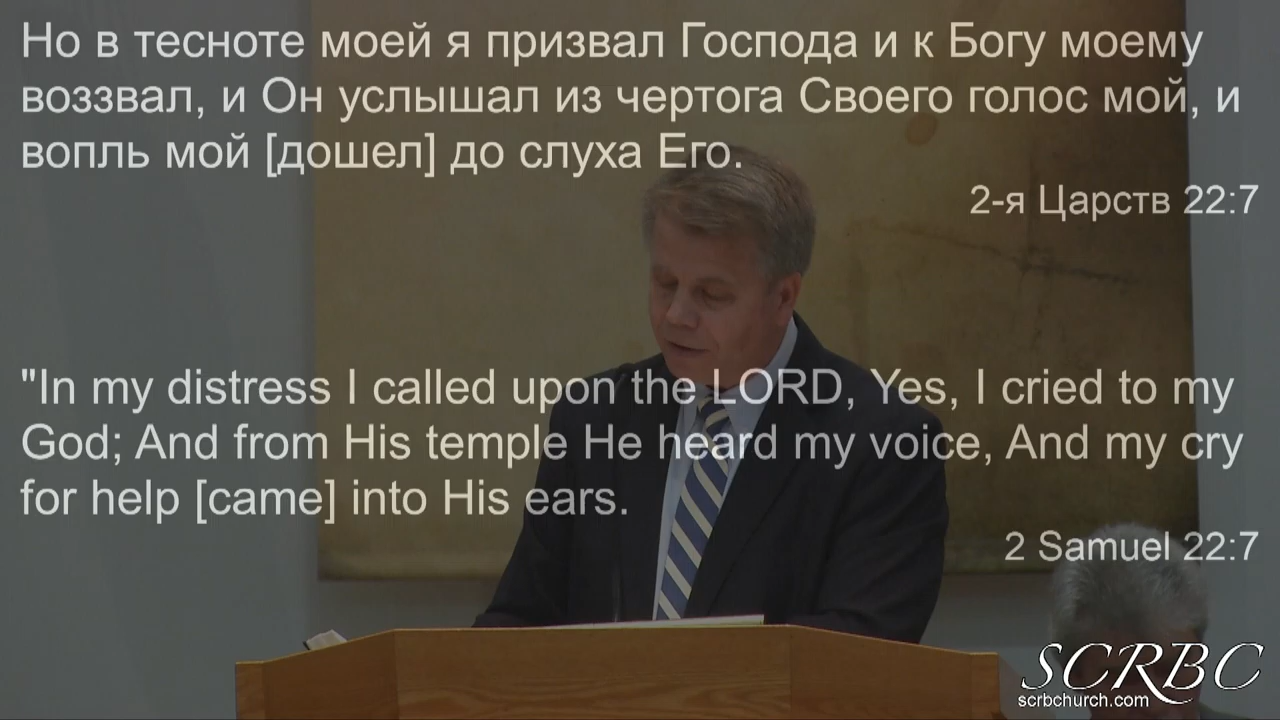 Но в тесноте моей я призвал Господа и к Богу моему
воззвал, и Он услышал из чертога Своего голос мой, и
вопль мой [дошел] до слуха Его.
2-я Царств 22:7
"In my distress I called upon the LORD, Yes, I cried to my
God; And from His temple He heard my voice, And my cry
for help [came] into His ears.
2 Samuel 22:7
SCRBC
scrbchurch.com